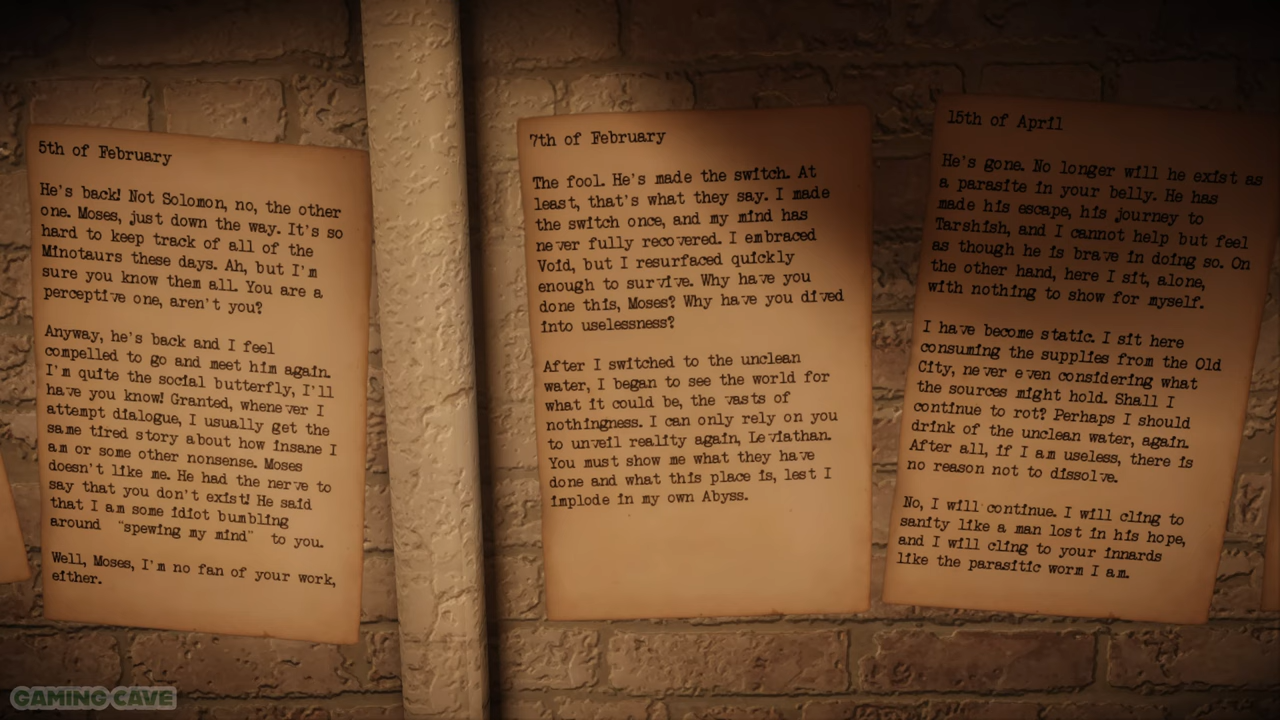 5th of February
He's back! Not Solomon, no, the other
one. Moses, just down the way. It's so
hard to keep track of all of the
Minotaurs these days. Ah, but I'm
sure you know them all. You are a
perceptive one, aren't you?
Anyway, he's back and I feel
compelled to go and meet him again.
I'm quite the social butterfly, I'll
have you know! Granted, whenever I
attempt dialogue, I usually get the
same tired story about how insane I
am or some other nonsense. Moses
doesn't like me. He had the nerve to
say that you don't exist! He said
that I am some idiot bumbling
around "spewing my mind" to you.
Well, Moses, I'm no fan of your work,
either.
7th of February
The fool. He's made the switch. At
least, that's what they say. I made
the switch once, and my mind has
never fully recovered. I embraced
Void, but I resurfaced quickly
enough to survive. Why have you
done this, Moses? Why have you dived
into uselessness?
After I switched to the unclean
water, I began to see the world for
what it could be, the vasts of
nothingness. I can only rely on you
to unveil reality again, Leviathan.
You must show me what they have
done and what this place is, lest I
implode in my own Abyss.
15th of April
He's gone. No longer will he exist as
a parasite in your belly. He has
made his escape, his journey to
Tarshish, and I cannot help but feel
as though he is brave in doing so. On
the other hand, here I sit, alone,
with nothing to show for myself.
I have become static. I sit here
consuming the supplies from the Old
City, never even considering what
the sources might hold. Shall I
continue to rot? Perhaps I should
drink of the unclean water, again.
After all, if I am useless, there is
no reason not to dissolve.
No, I will continue. I will cling to
sanity like a man lost in his hope,
and I will cling to your innards
like the parasitic worm I am.
GAMING CAVE